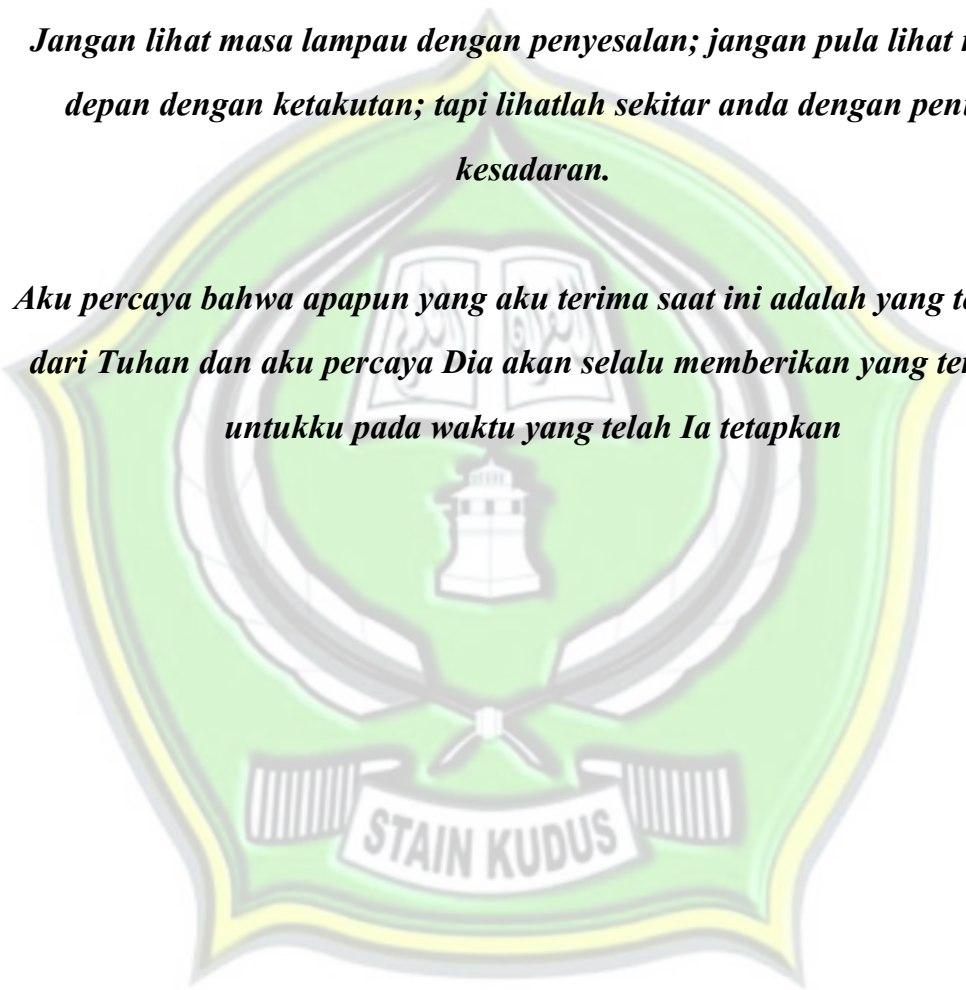 Jangan lihat masa lampau dengan penyesalan; jangan pula lihat
depan dengan ketakutan; tapi lihatlah sekitar anda dengan
kesadaran.
Aku percaya bahwa apapun yang aku terima saat ini adalah yang
dari Tuhan dan aku percaya Dia akan selalu memberikan yang
untukku pada waktu yang telah Ia tetapkan
STAIN KUDUS